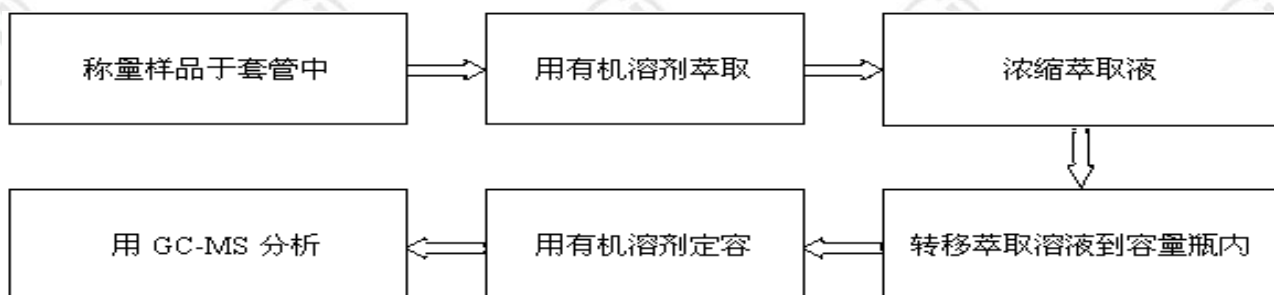 称量样品于套管中
用有机溶剂萃取
浓缩萃取液
转移萃取溶液到容量瓶内
用有机溶剂定容
用 GC-MS 分析